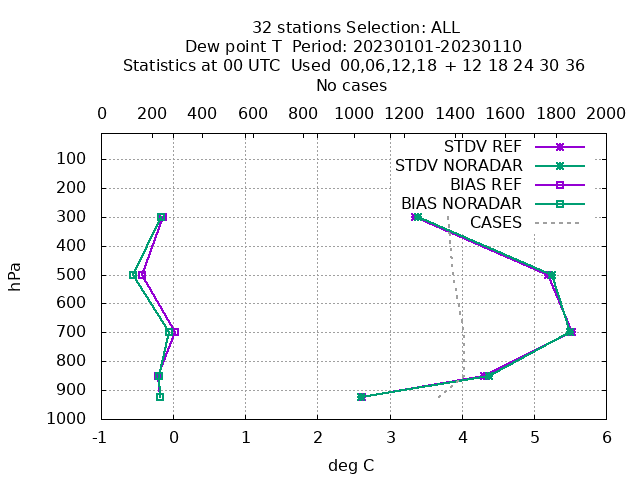 32 stations Selection: ALL
Dew point T  Period: 20230101-20230110
Statistics at 00 UTC  Used  00,06,12,18  + 12 18 24 30 36
No cases
0 200 400 600 800 1000 1200 1400 1600 1800 2000
STDV REF
STDV NORADAR
BIAS REF
BIAS NORADAR
CASES
hPa
100
200
300
400
500
600
700
800
900
1000
-1 0 1 2 3 4 5 6
deg C